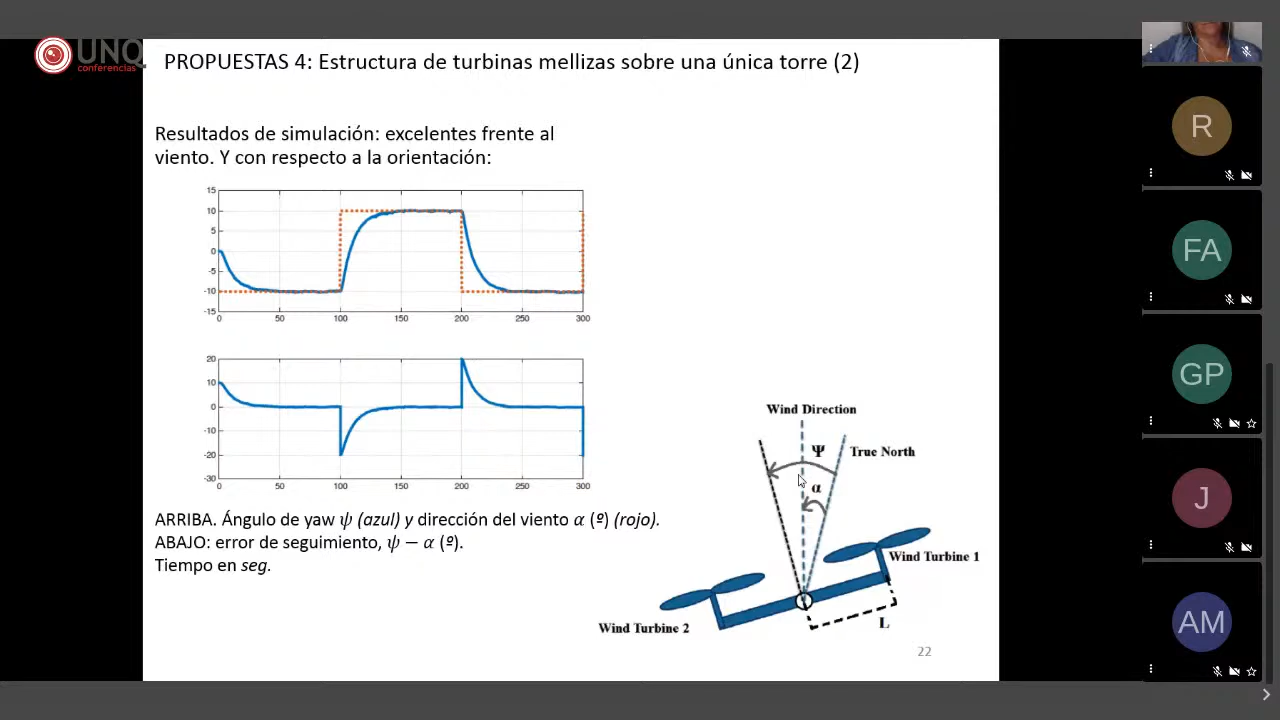 UNQ
conferencias
PROPUESTAS 4: Estructura de turbinas mellizas sobre una única torre (2)
Resultados de simulación: excelentes frente al
viento. Y con respecto a la orientación:
15
10
5
0
-5
-10
-15
0 50 100 150 200 250 300
20
10
0
-10
-20
-30
0 50 100 150 200 250 300
ARRIBA. Ángulo de yaw ψ (azul) y dirección del viento α (º) (rojo).
ABAJO: error de seguimiento, ψ − α (º).
Tiempo en seg.
Wind Direction
Ψ
True North
α
Wind Turbine 1
Wind Turbine 2
L
22
R
FA
GP
J
AM